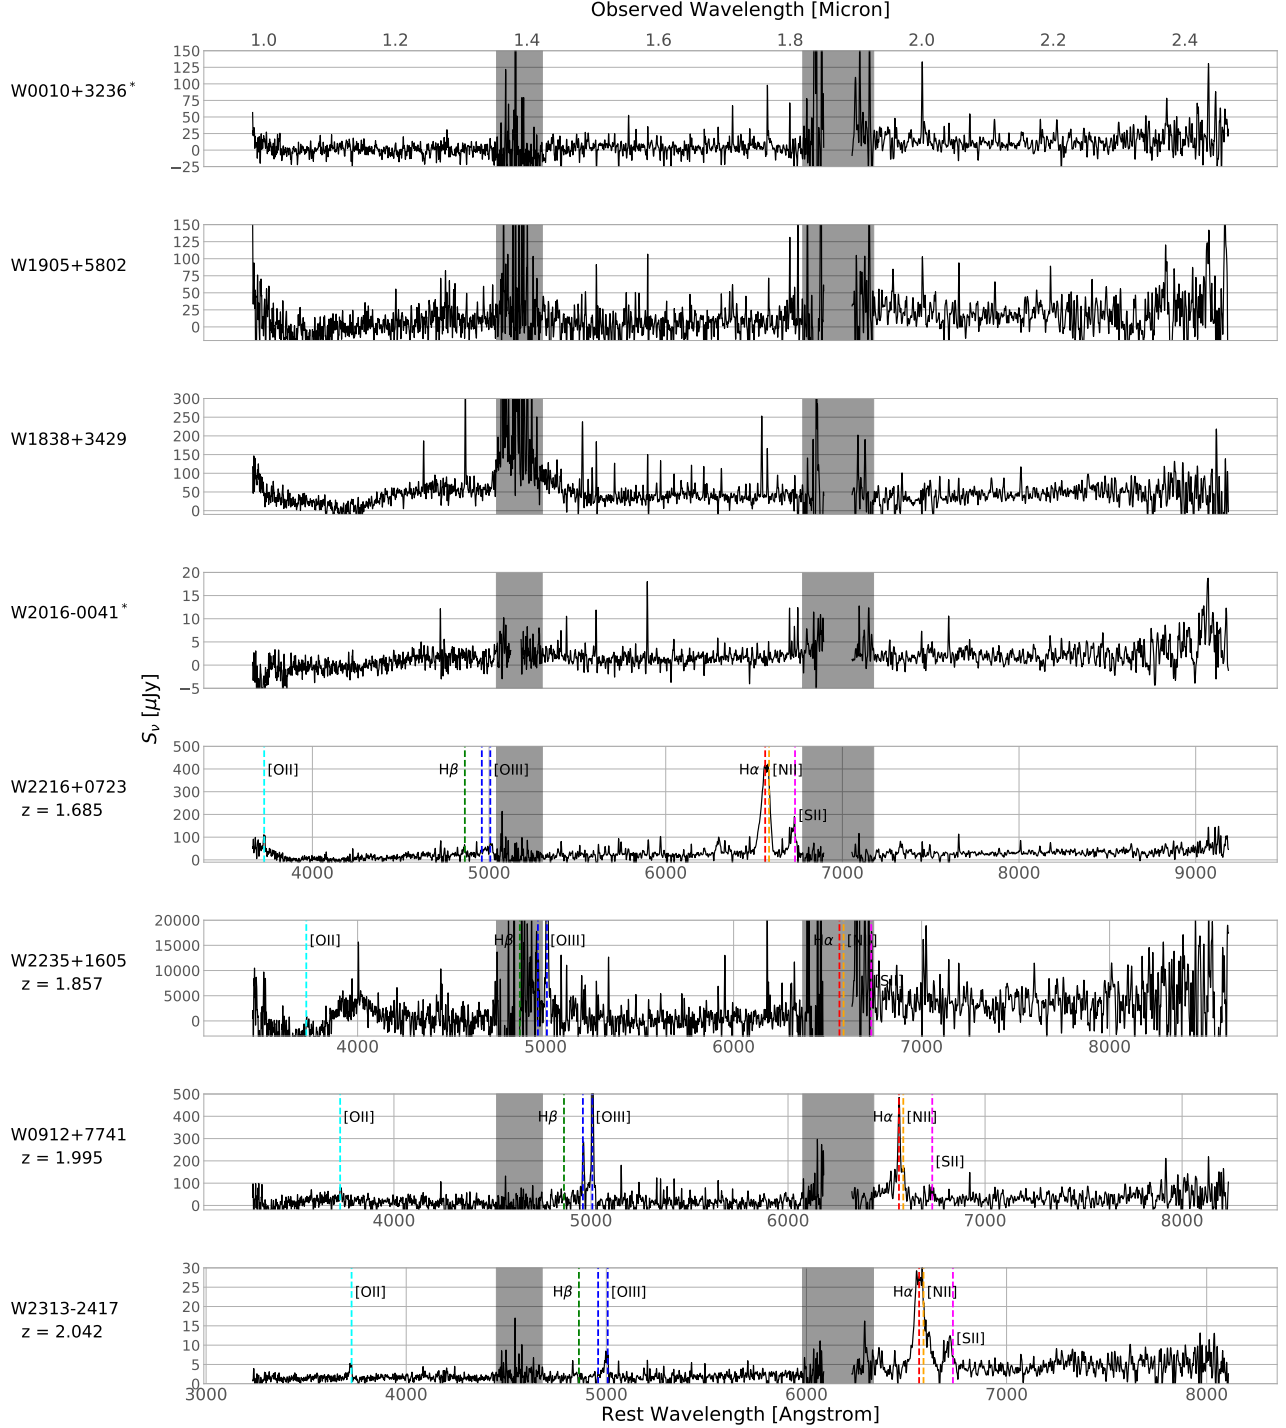 Observed Wavelength [Micron]
1.0 1.2 1.4 1.6 1.8 2.0 2.2 2.4
W0010+3236*
150
125
100
75
50
25
0
−25
W1905+5802
150
125
100
75
50
25
0
W1838+3429
300
250
200
150
100
50
0
W2016-0041*
20
15
10
5
0
−5
Sν [μJy]
W2216+0723
z = 1.685
500
400
300
200
100
0
[OII] Hβ [OIII] Hα [NII]
[SII]
4000 5000 6000 7000 8000 9000
W2235+1605
z = 1.857
20000
15000
10000
5000
0
[OII] Hβ [OIII] Hα [NII]
[SII]
4000 5000 6000 7000 8000
W0912+7741
z = 1.995
500
400
300
200
100
0
[OII] Hβ [OIII] Hα [NII]
[SII]
4000 5000 6000 7000 8000
W2313-2417
z = 2.042
30
25
20
15
10
5
0
[OII] Hβ [OIII] Hα [NII]
[SII]
3000 4000 5000 6000 7000 8000
Rest Wavelength [Angstrom]